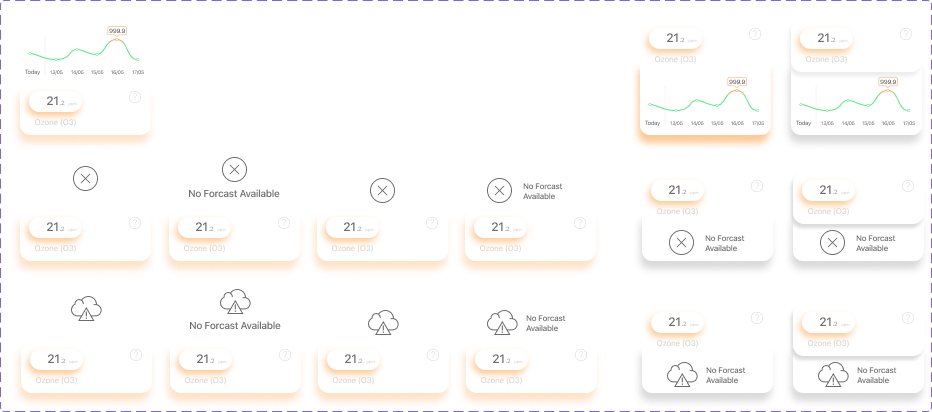 999.9
Today 13/05 14/05 15/05 16/05 17/05
21.2 ppm ?
Ozone (O3)
21.2 ppm ?
Ozone (O3)
999.9
Today 13/05 14/05 15/05 16/05 17/05
21.2 ppm ?
Ozone (O3)
999.9
Today 13/05 14/05 15/05 16/05 17/05
21.2 ppm ?
Ozone (O3)
No Forcast Available
21.2 ppm ?
Ozone (O3)
21.2 ppm ?
Ozone (O3)
No Forcast
Available
21.2 ppm ?
Ozone (O3)
21.2 ppm ?
Ozone (O3)
No Forcast
Available
21.2 ppm ?
Ozone (O3)
No Forcast
Available
21.2 ppm ?
Ozone (O3)
No Forcast Available
21.2 ppm ?
Ozone (O3)
21.2 ppm ?
Ozone (O3)
No Forcast
Available
21.2 ppm ?
Ozone (O3)
21.2 ppm ?
Ozone (O3)
No Forcast
Available
21.2 ppm ?
Ozone (O3)
No Forcast
Available